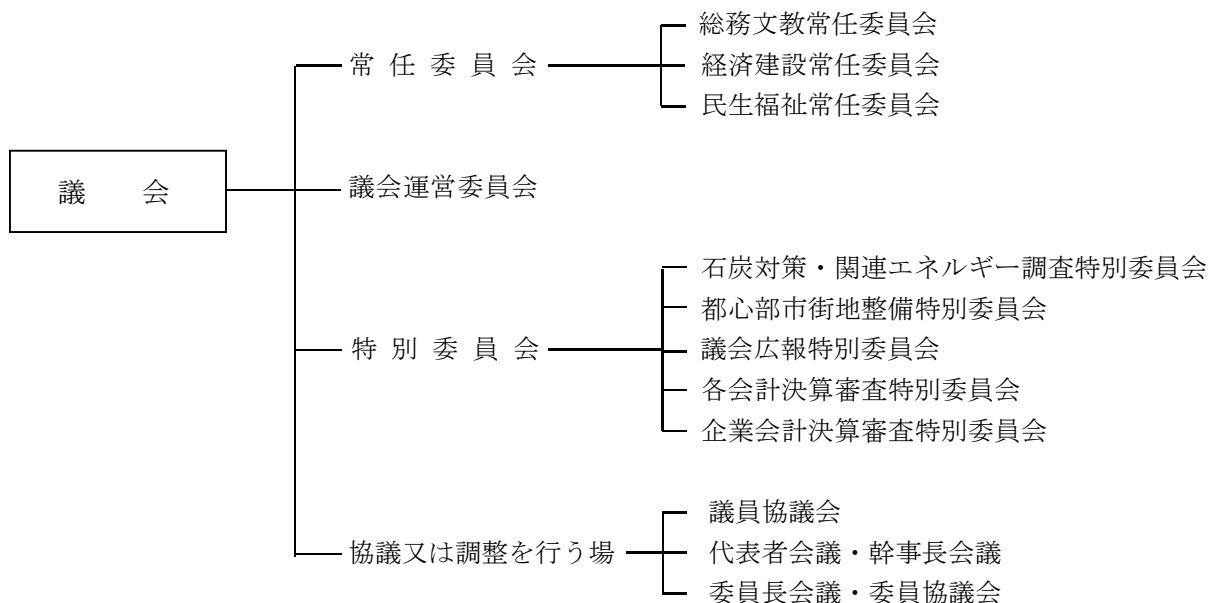 議 会
常 任 委 員 会
総務文教常任委員会
経済建設常任委員会
民生福祉常任委員会
議会運営委員会
特 別 委 員 会
石炭対策・関連エネルギー調査特別委員会
都心部市街地整備特別委員会
議会広報特別委員会
各会計決算審査特別委員会
企業会計決算審査特別委員会
協議又は調整を行う場
議員協議会
代表者会議・幹事長会議
委員長会議・委員協議会